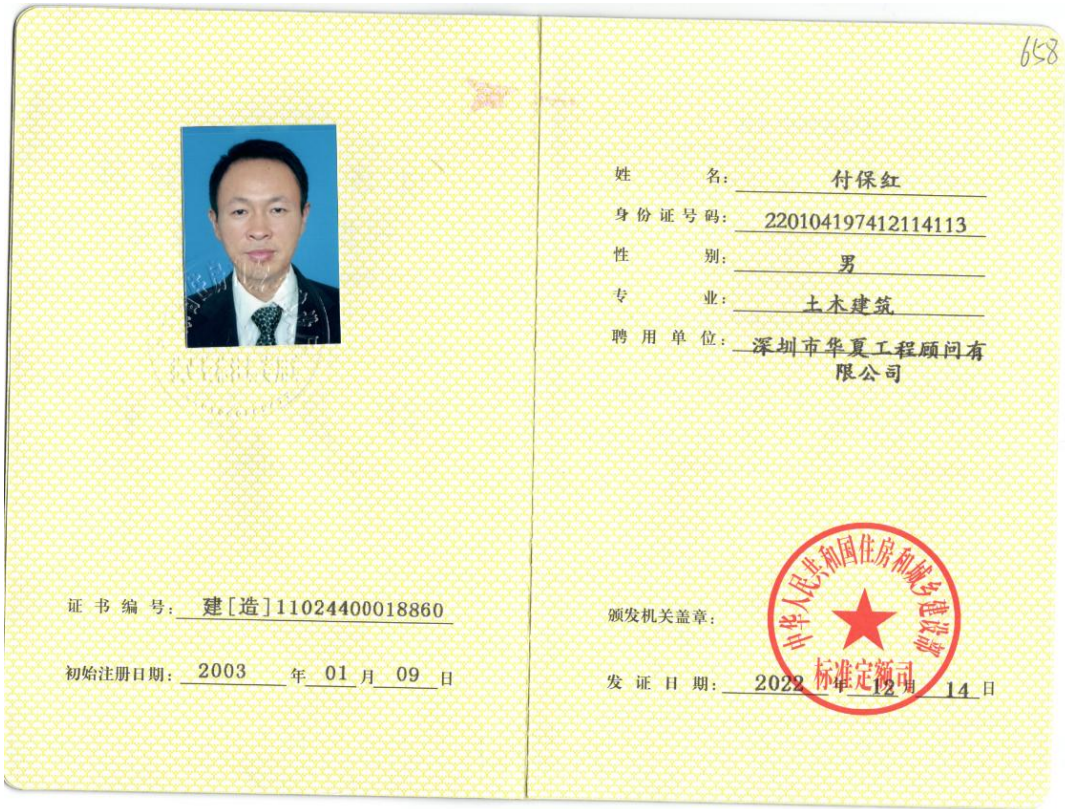 658
姓名：付保红
身份证号码：220104197412114113
性别：男
专业：土木建筑
聘用单位：深圳市华夏工程顾问有
限公司
证书编号：建[造]11024400018860
初始注册日期：2003年01月09日
颁发机关盖章：
中华人民共和国住房和城乡建设部
标准定额司
发证日期：2022年12月14日